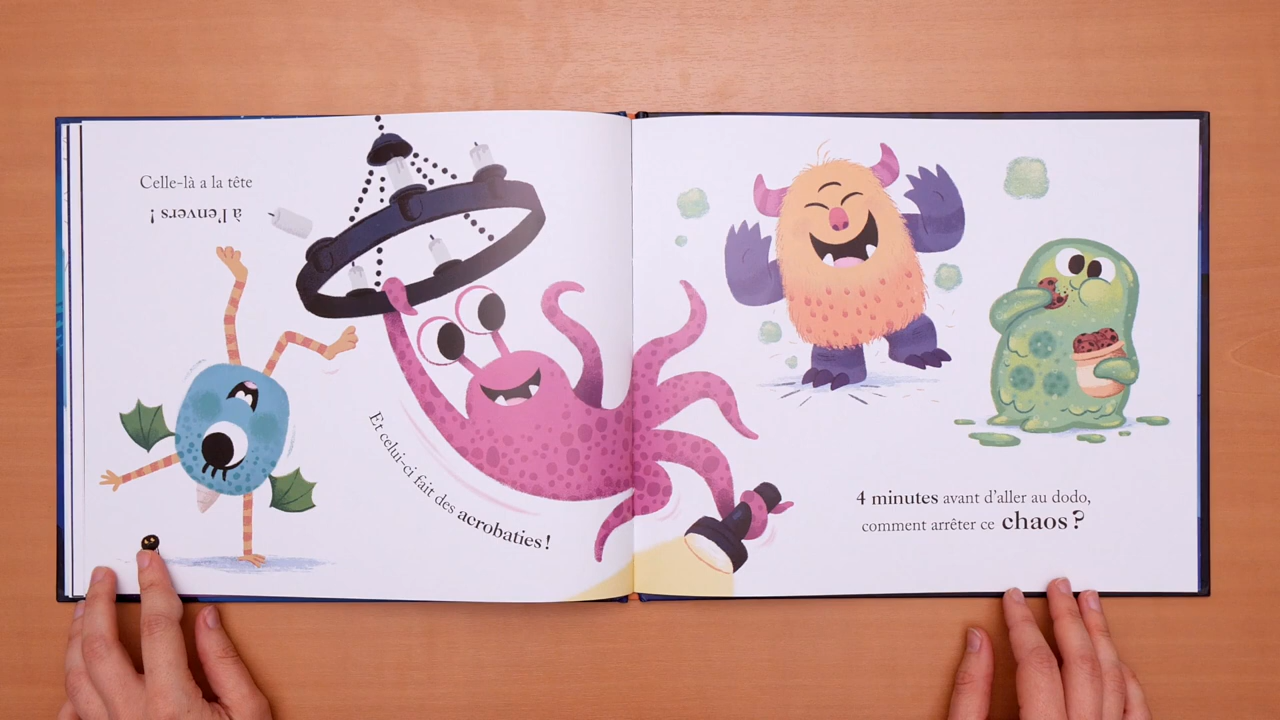 Celle-là a la tête
à l'envers !
Et celui-ci fait des acrobaties !
4 minutes avant d'aller au dodo,
comment arrêter ce chaos ?